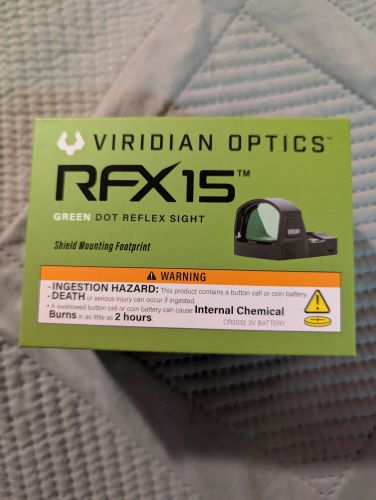 VIRIDIAN OPTICS™
RFX15™
GREEN DOT REFLEX SIGHT
Shield Mounting Footprint
VIRIDIAN
WARNING
- INGESTION HAZARD: This product contains a button cell or coin battery.
- DEATH or serious injury can occur if ingested.
- A swallowed button cell or coin battery can cause Internal Chemical
Burns in as little as 2 hours.
CR2032 3V BATTERY